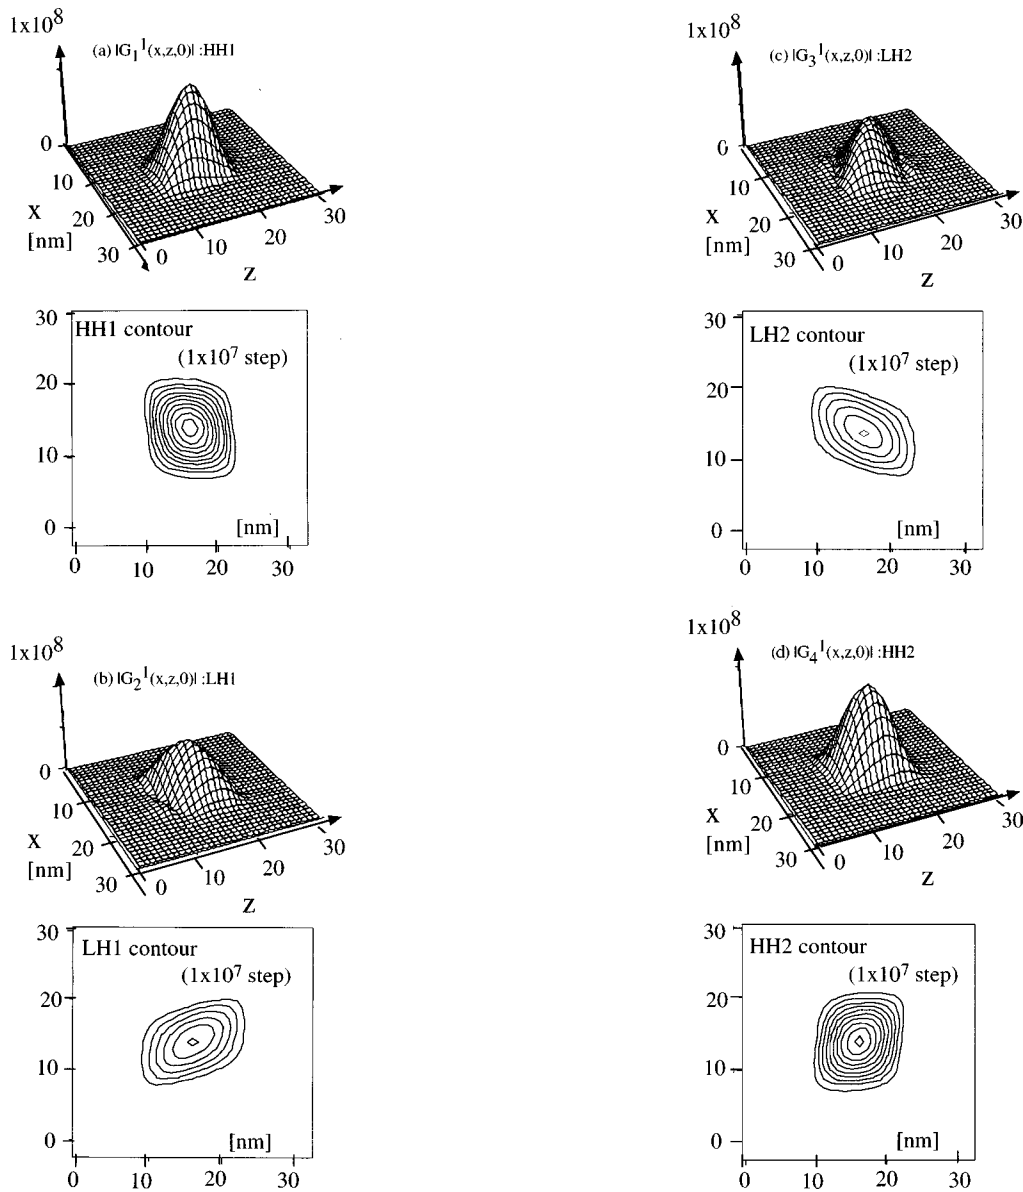 1x10^8
(a) |G_1^1(x,z,0)| :HH1
0
10
20
30
X
[nm]
0
10
20
30
Z
30
20
10
0
HH1 contour
(1x10^7 step)
[nm]
0 10 20 30
1x10^8
(c) |G_3^1(x,z,0)| :LH2
0
10
20
30
X
[nm]
0
10
20
30
Z
30
20
10
0
LH2 contour
(1x10^7 step)
[nm]
0 10 20 30
1x10^8
(b) |G_2^1(x,z,0)| :LH1
0
10
20
30
X
[nm]
0
10
20
30
Z
30
20
10
0
LH1 contour
(1x10^7 step)
[nm]
0 10 20 30
1x10^8
(d) |G_4^1(x,z,0)| :HH2
0
10
20
30
X
[nm]
0
10
20
30
Z
30
20
10
0
HH2 contour
(1x10^7 step)
[nm]
0 10 20 30